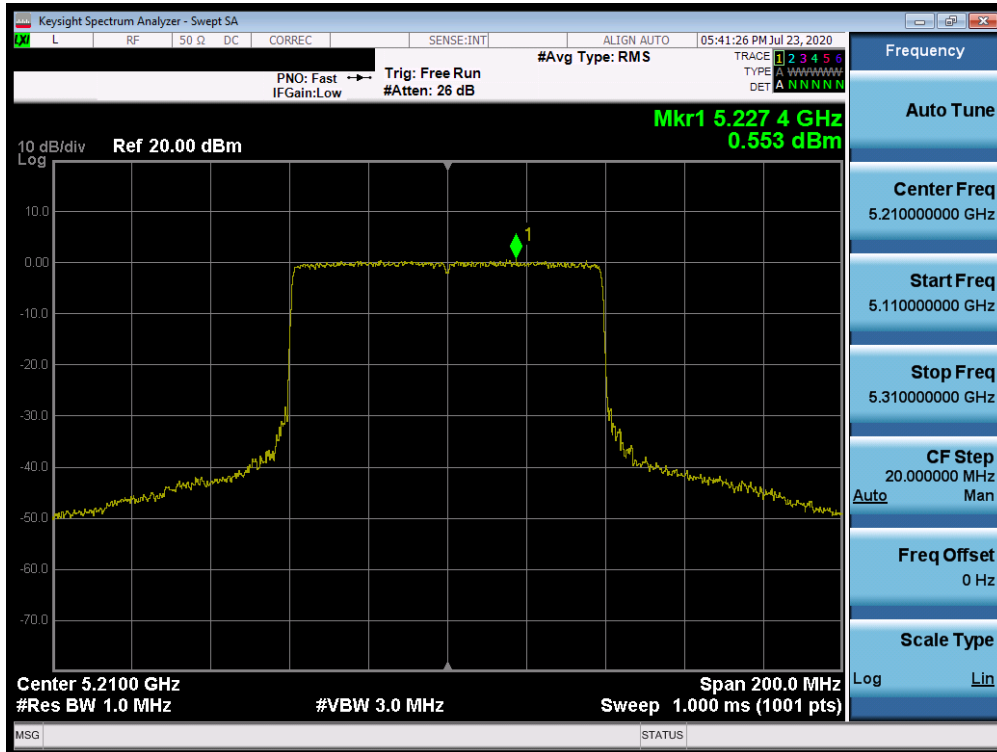 Keysight Spectrum Analyzer - Swept SA
LXI L RF 50 Ω DC CORREC SENSE:INT ALIGN AUTO 05:41:26 PM Jul 23, 2020
PNO: Fast
IFGain:Low
Trig: Free Run
#Atten: 26 dB
#Avg Type: RMS
TRACE 1 2 3 4 5 6
TYPE A WWWWWW
DET A N N N N N
Mkr1 5.227 4 GHz
0.553 dBm
10 dB/div
Log
Ref 20.00 dBm
1
10.0
0.00
-10.0
-20.0
-30.0
-40.0
-50.0
-60.0
-70.0
Center 5.2100 GHz
Span 200.0 MHz
#Res BW 1.0 MHz
#VBW 3.0 MHz
Sweep 1.000 ms (1001 pts)
MSG
STATUS
Frequency
Auto Tune
Center Freq
5.210000000 GHz
Start Freq
5.110000000 GHz
Stop Freq
5.310000000 GHz
CF Step
20.000000 MHz
Auto Man
Freq Offset
0 Hz
Scale Type
Log Lin